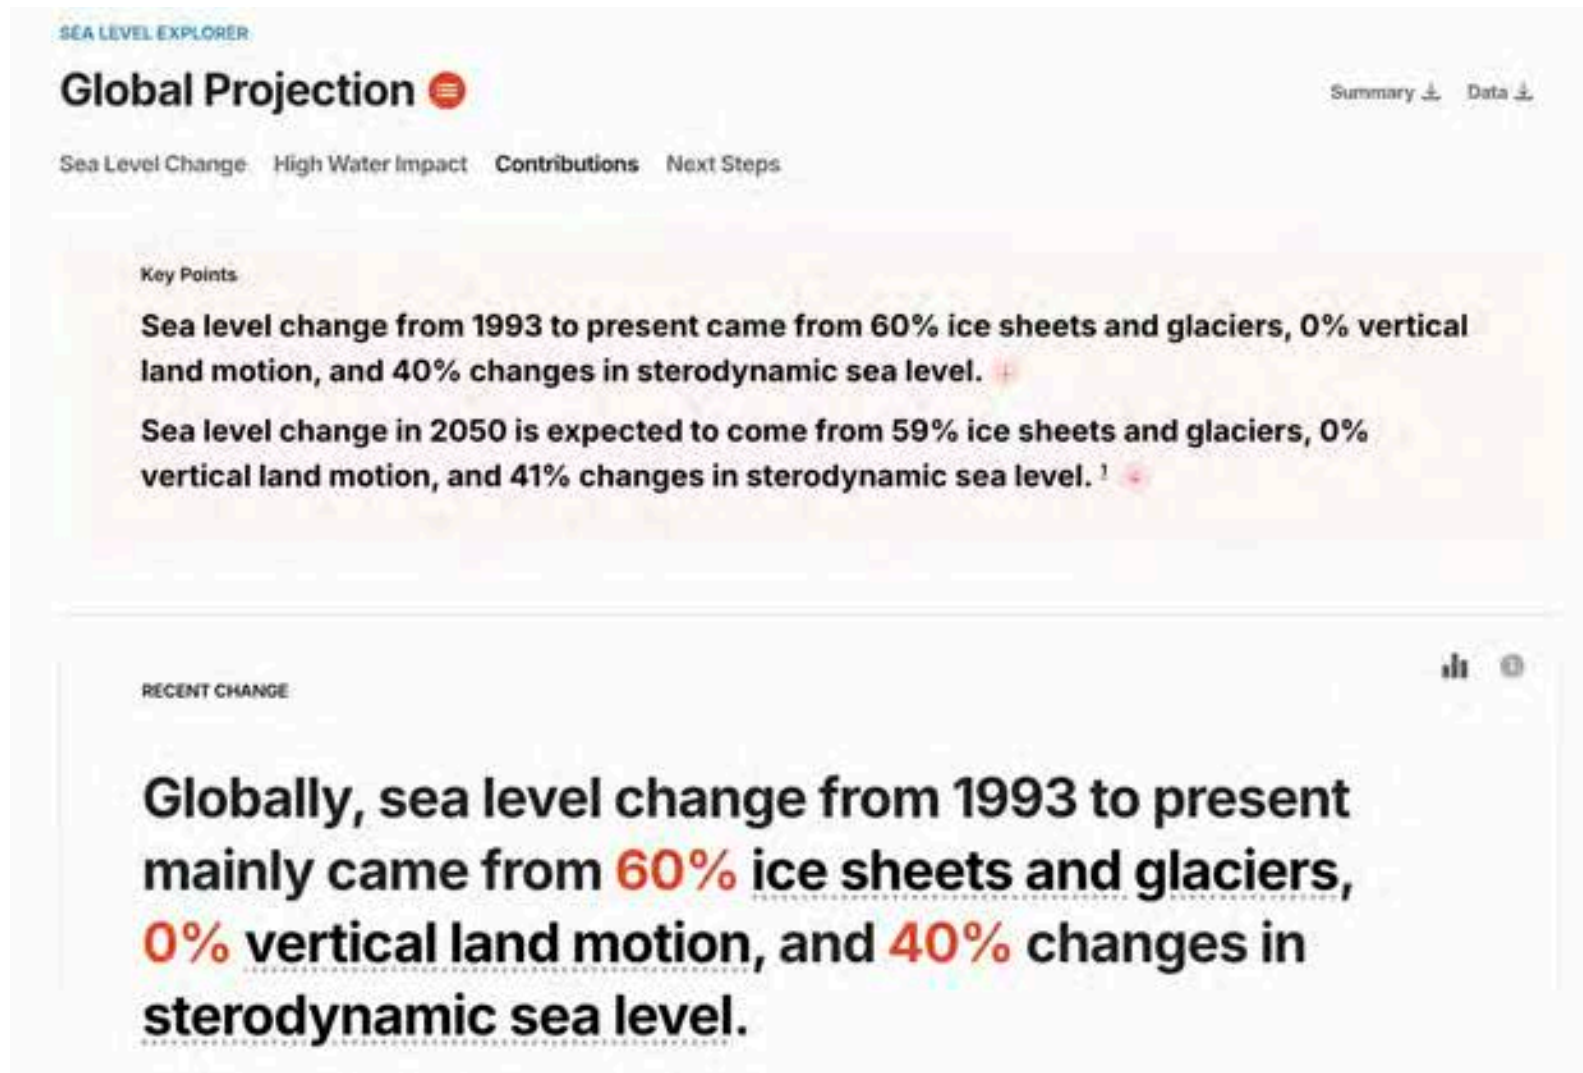 SEA LEVEL EXPLORER
Global Projection
Summary Data
Sea Level Change High Water Impact Contributions Next Steps
Key Points
Sea level change from 1993 to present came from 60% ice sheets and glaciers, 0% vertical
land motion, and 40% changes in sterodynamic sea level. +
Sea level change in 2050 is expected to come from 59% ice sheets and glaciers, 0%
vertical land motion, and 41% changes in sterodynamic sea level. 1 +
RECENT CHANGE
Globally, sea level change from 1993 to present
mainly came from 60% ice sheets and glaciers,
0% vertical land motion, and 40% changes in
sterodynamic sea level.